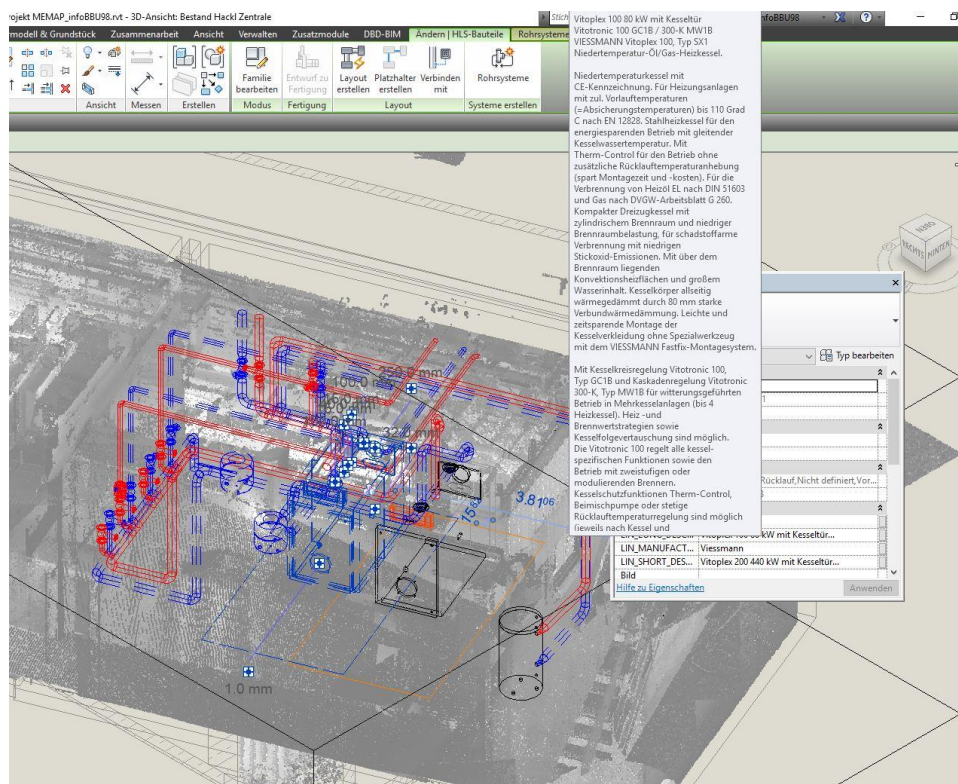 rojekt MEMAP_infoBBU98.rvt - 3D-Ansicht: Bestand Hackl Zentrale
Stich
nfoBBU98
rmodell & Grundstück Zusammenarbeit Ansicht Verwalten Zusatzmodule DBD-BIM Ändern | HLS-Bauteile Rohrsysteme
Familie
bearbeiten
Entwurf zu
Fertigung
Layout
erstellen
Platzhalter
erstellen
Verbinden
mit
Rohrsysteme
Ansicht Messen Erstellen Modus Fertigung Layout Systeme erstellen
Vitoplex 100 80 kW mit Kesseltür
Vitotronic 100 GC1B / 300-K MW1B
VIESSMANN Vitoplex 100, Typ SX1
Niedertemperatur-Öl/Gas-Heizkessel.
Niedertemperaturkessel mit
CE-Kennzeichnung. Für Heizungsanlagen
mit zul. Vorlauftemperaturen
(=Absicherungstemperaturen) bis 110 Grad
C nach EN 12828. Stahlheizkessel für den
energiesparenden Betrieb mit gleitender
Kesselwassertemperatur. Mit
Therm-Control für den Betrieb ohne
zusätzliche Rücklauftemperaturanhebung
(spart Montagezeit und -kosten). Für die
Verbrennung von Heizöl EL nach DIN 51603
und Gas nach DVGW-Arbeitsblatt G 260.
Kompakter Dreizugkessel mit
zylindrischem Brennraum und niedriger
Brennraumbelastung, für schadstoffarme
Verbrennung mit niedrigen
Stickoxid-Emissionen. Mit über dem
Brennraum liegenden
Konvektionsheizflächen und großem
Wasserinhalt. Kesselkörper allseitig
wärmegedämmt durch 80 mm starke
Verbundwärmedämmung. Leichte und
zeitsparende Montage der
Kesselverkleidung ohne Spezialwerkzeug
mit dem VIESSMANN Fastfix-Montagesystem.
Mit Kesselkreisregelung Vitotronic 100,
Typ GC1B und Kaskadenregelung Vitotronic
300-K, Typ MW1B für witterungsgeführten
Betrieb in Mehrkesselanlagen (bis 4
Heizkessel). Heiz -und
Brennwertstrategien sowie
Kesselfolgevertauschung sind möglich.
Die Vitotronic 100 regelt alle kessel-
spezifischen Funktionen sowie den
Betrieb mit zweistufigen oder
modulierenden Brennern.
Kesselschutzfunktionen Therm-Control,
Beimischpumpe oder stetige
Rücklauftemperaturregelung sind möglich
(jeweils nach Kessel und
OBEN
RECHTS
HINTEN
Typ bearbeiten
Rücklauf,Nicht definiert,Vor...
LIN_LONG_DESC... Vitoplex 100 80 kW mit Kesseltür...
LIN_MANUFACT... Viessmann
LIN_SHORT_DES... Vitoplex 200 440 kW mit Kesseltür...
Bild
Hilfe zu Eigenschaften
Anwenden
100.0 mm
3.8106
1.0 mm